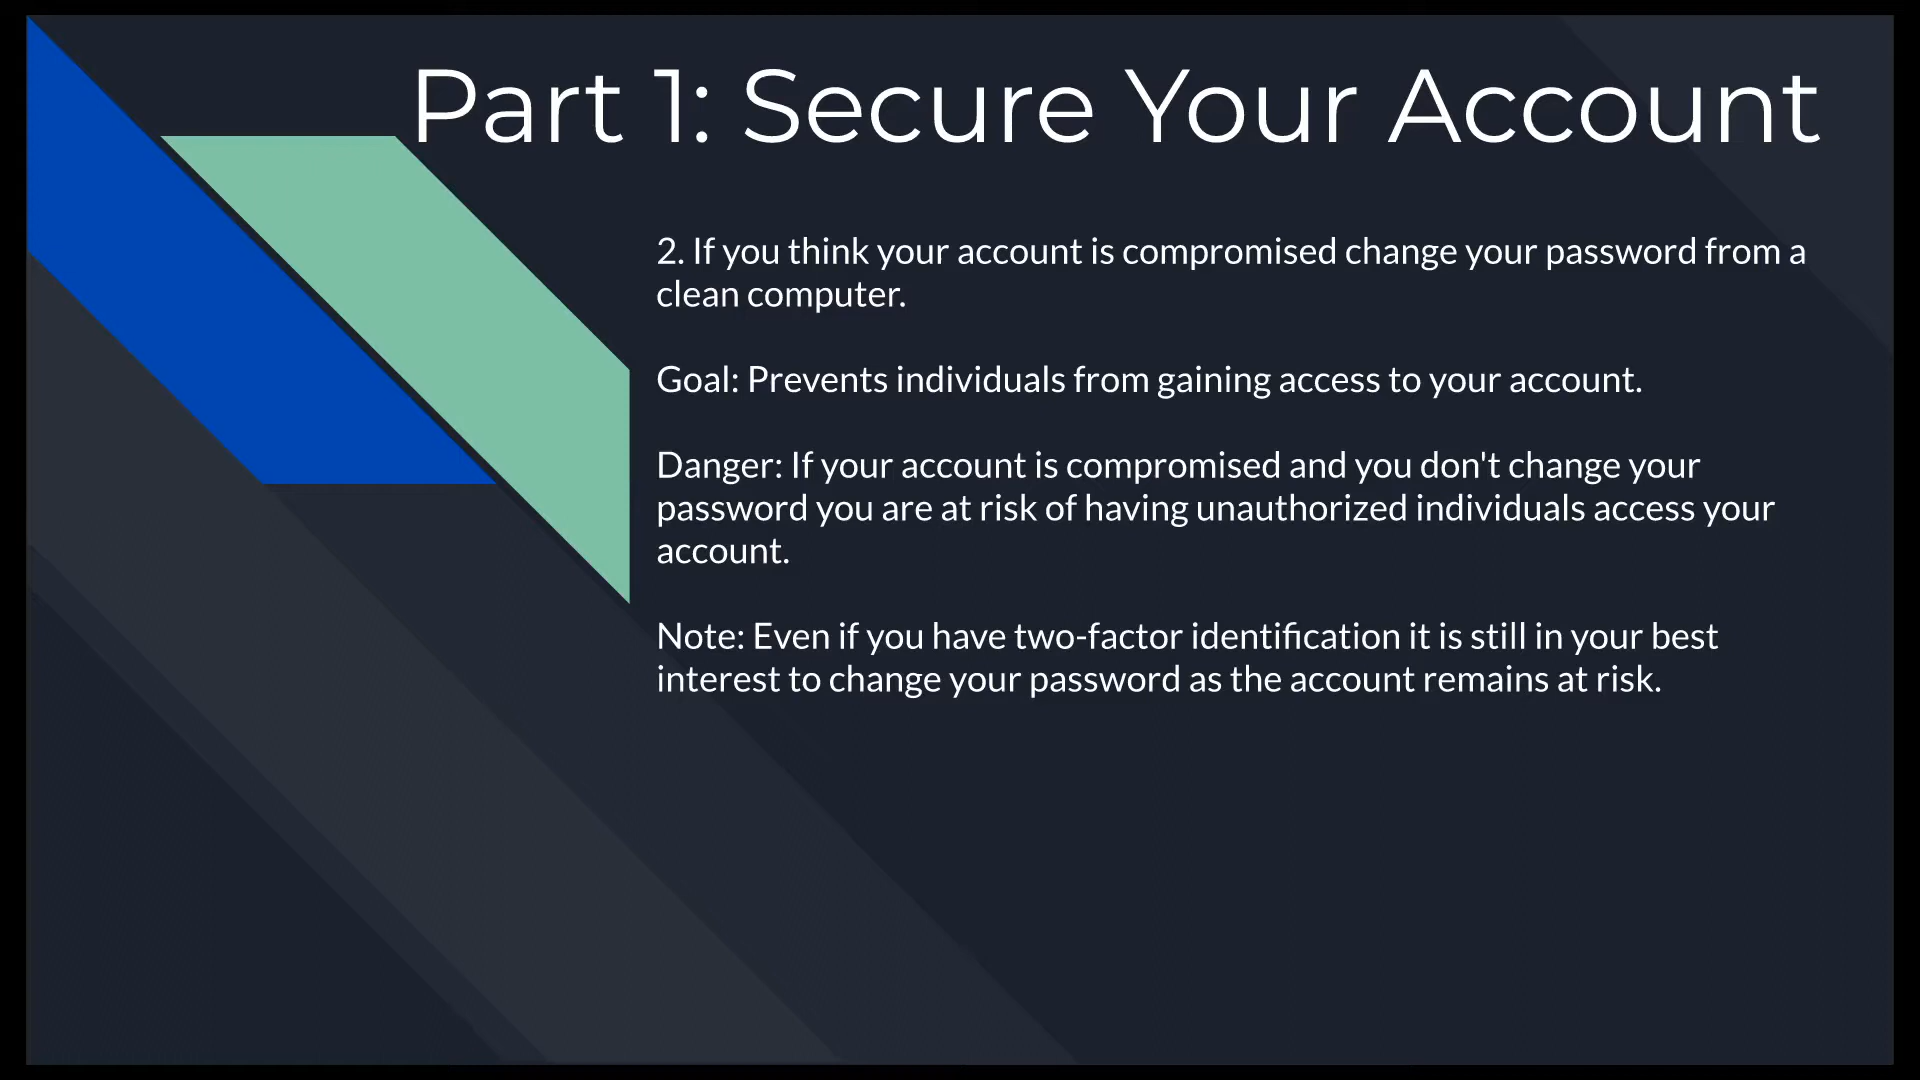 Part 1: Secure Your Account
2. If you think your account is compromised change your password from a
clean computer.
Goal: Prevents individuals from gaining access to your account.
Danger: If your account is compromised and you don't change your
password you are at risk of having unauthorized individuals access your
account.
Note: Even if you have two-factor identification it is still in your best
interest to change your password as the account remains at risk.